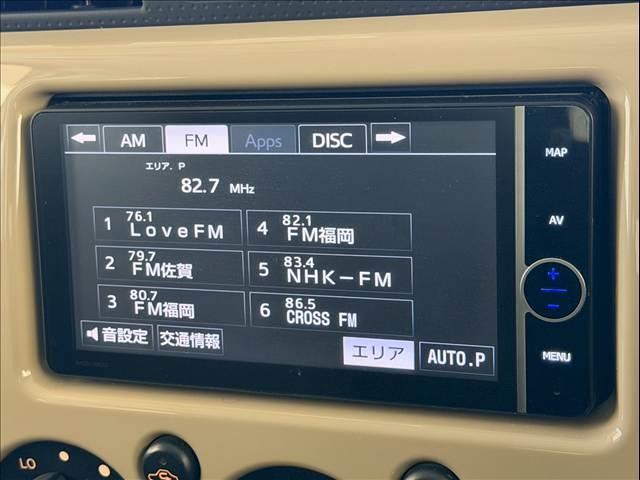 AM FM Apps DISC
エリア.P
82.7 MHz
MAP
AV
1 76.1 LoveFM
4 82.1 FM福岡
2 79.7 FM佐賀
5 83.4 NHK－FM
3 80.7 FM福岡
6 86.5 CROSS FM
音設定 交通情報 エリア AUTO.P
MENU
LO